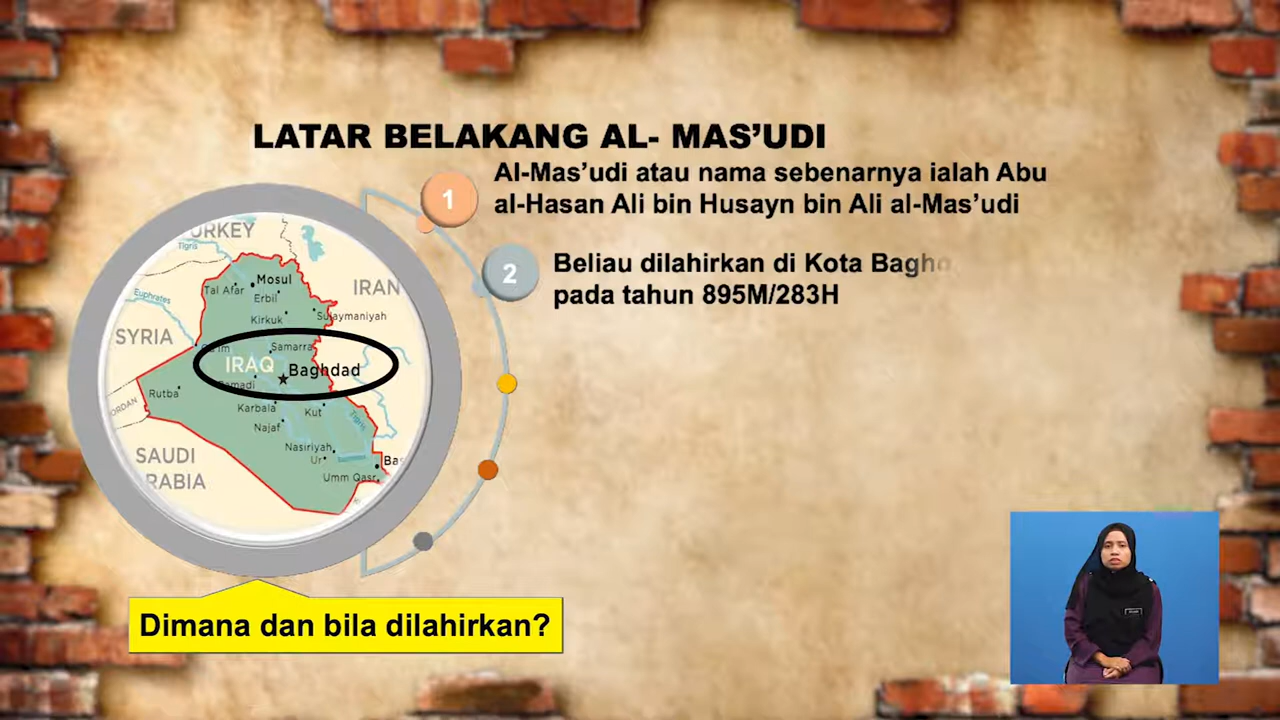 LATAR BELAKANG AL- MAS'UDI
1
Al-Mas'udi atau nama sebenarnya ialah Abu
al-Hasan Ali bin Husayn bin Ali al-Mas'udi
2
Beliau dilahirkan di Kota
pada tahun 895M/283H
Tigris
Mosul
Tal Afar
Erbil
IRAN
Euphrates
Kirkuk
Sulaymaniyah
SYRIA
Samarra
IRAQ
Baghdad
Rutba
Karbala
Kut
Tigris
Najaf
SAUDI
Nasiriyah
Ur
Umm Qasr
Dimana dan bila dilahirkan?